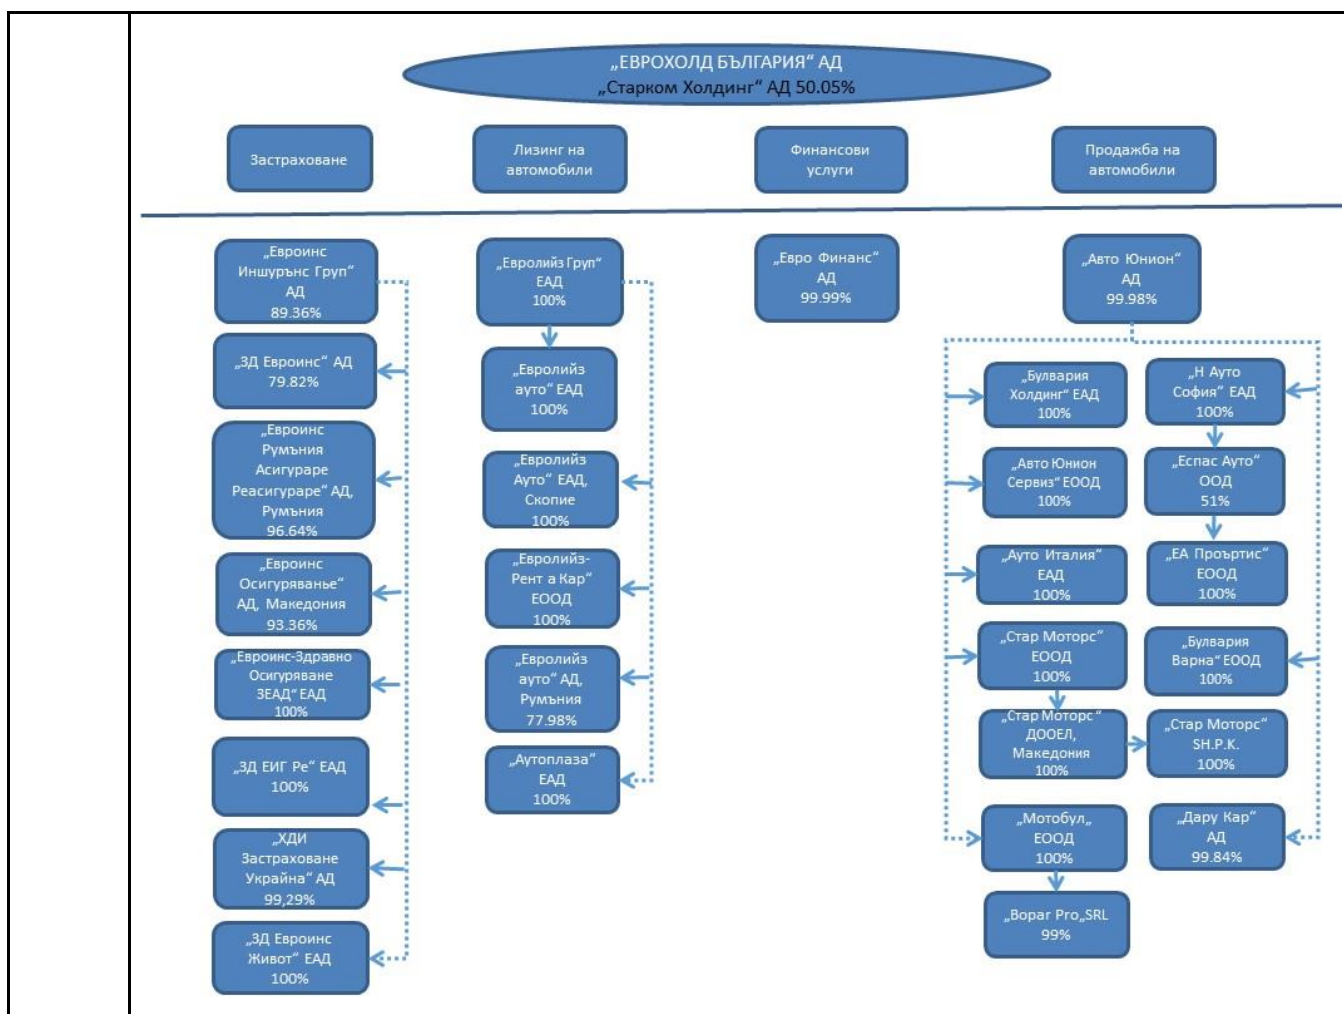 „ЕВРОХОЛД БЪЛГАРИЯ“ АД
„Старком Холдинг“ АД 50.05%
Застраховане
Лизинг на
автомобили
Финансови
услуги
Продажба на
автомобили
„Евроинс
Иншурънс Груп“
АД
89.36%
„ЗД Евроинс“ АД
79.82%
„Евроинс
Румъния
Асигураре
Реасигураре“ АД,
Румъния
96.64%
„Евроинс
Осигуряванье“
АД, Македония
93.36%
„Евроинс-Здравно
Осигуряване
ЗЕАД“ ЕАД
100%
„ЗД ЕИГ Ре“ ЕАД
100%
„ХДИ
Застраховане
Украйна“ АД
99,29%
„ЗД Евроинс
Живот“ ЕАД
100%
„Евролийз Груп“
ЕАД
100%
„Евролийз
ауто“ ЕАД
100%
„Евролийз
Ауто“ ЕАД,
Скопие
100%
„Евролийз-
Рент а Кар“
ЕООД
100%
„Евролийз
ауто“ АД,
Румъния
77.98%
„Аутоплаза“
ЕАД
100%
„Евро Финанс“
АД
99.99%
„Авто Юнион“
АД
99.98%
„Булвария
Холдинг“ ЕАД
100%
„Авто Юнион
Сервиз“ ЕООД
100%
„Ауто Италия“
ЕАД
100%
„Стар Моторс“
ЕООД
100%
„Стар Моторс“
ДООЕЛ,
Македония
100%
„Мотобул„
ЕООД
100%
„Bopar Pro„SRL
99%
„Н Ауто
София“ ЕАД
100%
„Еспас Ауто“
ООД
51%
„ЕА Проъртис“
ЕООД
100%
„Булвария
Варна“ ЕООД
100%
„Стар Моторс“
SH.P.K.
100%
„Дару Кар“
АД
99.84%